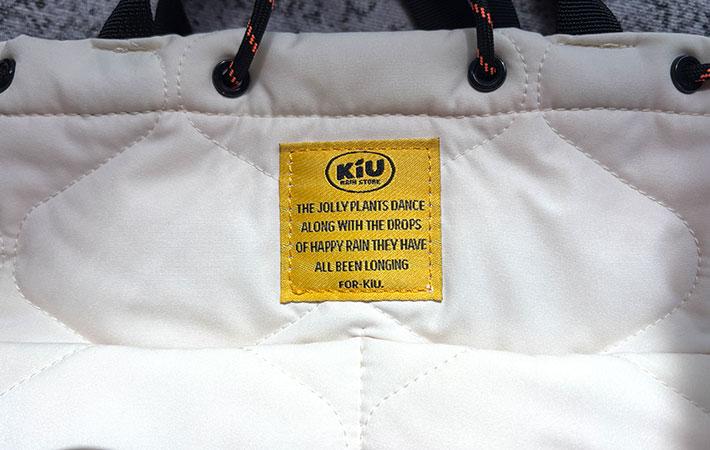 KiU
RAIN STORE
THE JOLLY PLANTS DANCE
ALONG WITH THE DROPS
OF HAPPY RAIN THEY HAVE
ALL BEEN LONGING
FOR-KiU.